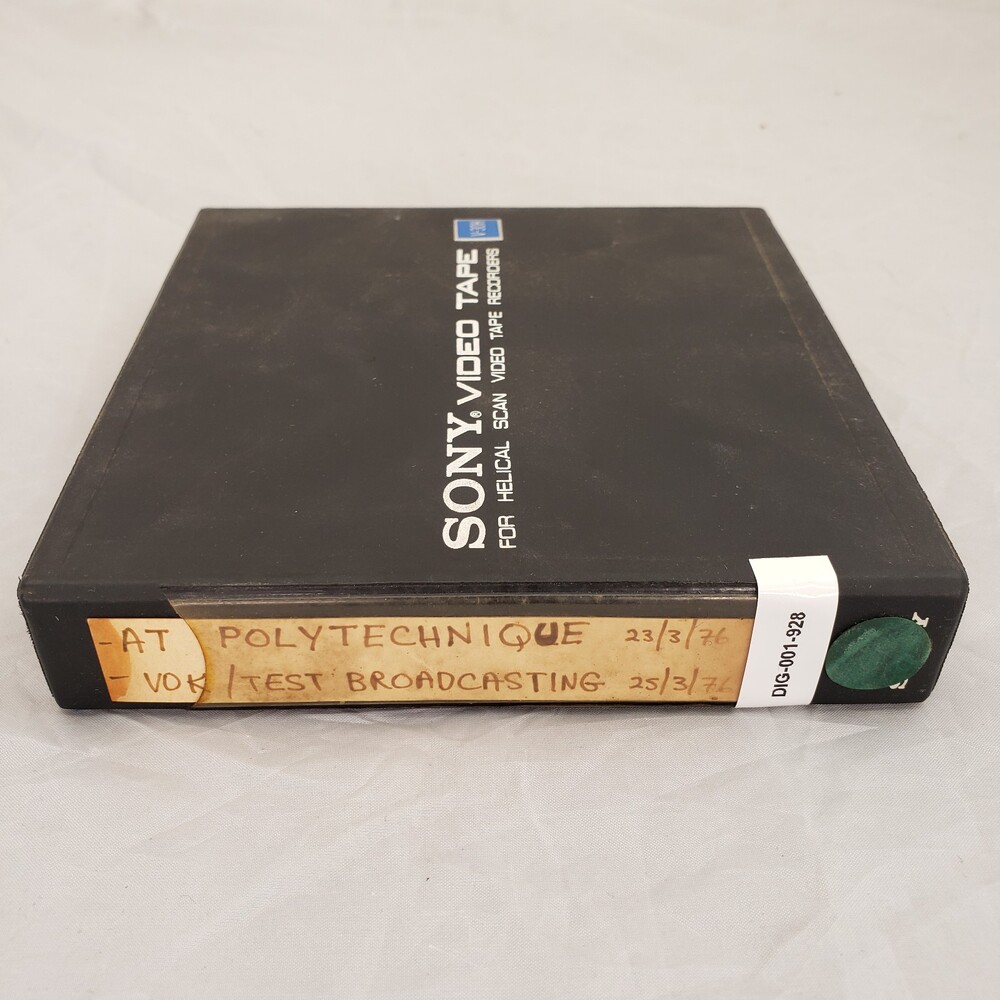 SONY® VIDEO TAPE
FOR HELICAL SCAN VIDEO TAPE RECORDERS
- AT POLYTECHNIQUE 23/3/76
- VOK / TEST BROADCASTING 25/3/76
DIG-001-928